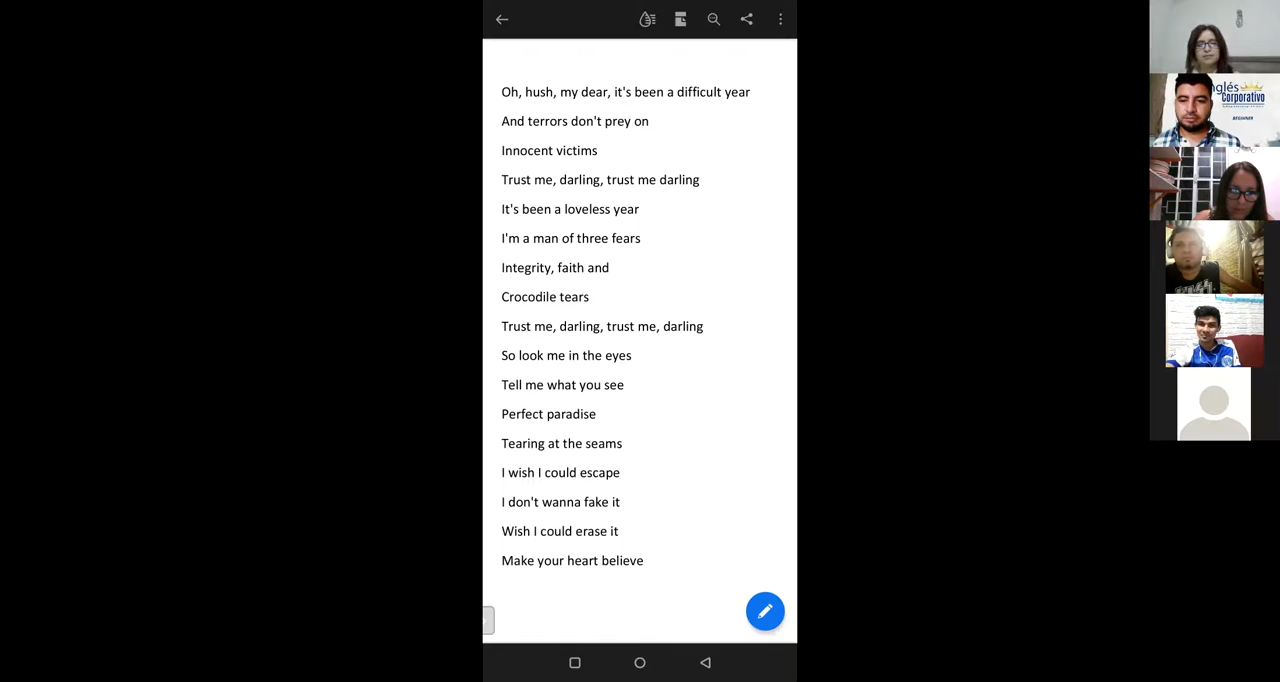 Oh, hush, my dear, it's been a difficult year
And terrors don't prey on
Innocent victims
Trust me, darling, trust me darling
It's been a loveless year
I'm a man of three fears
Integrity, faith and
Crocodile tears
Trust me, darling, trust me, darling
So look me in the eyes
Tell me what you see
Perfect paradise
Tearing at the seams
I wish I could escape
I don't wanna fake it
Wish I could erase it
Make your heart believe
glés
Corporativo
BEGINNER